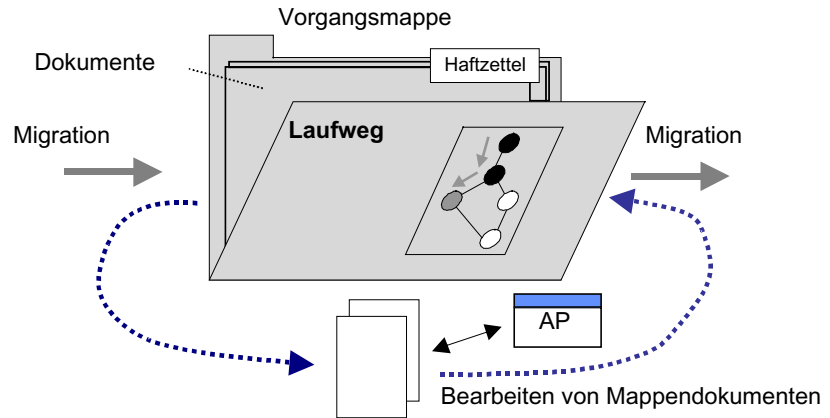 Vorgangsmappe
Dokumente
Haftzettel
Migration
Laufweg
Migration
AP
Bearbeiten von Mappendokumenten